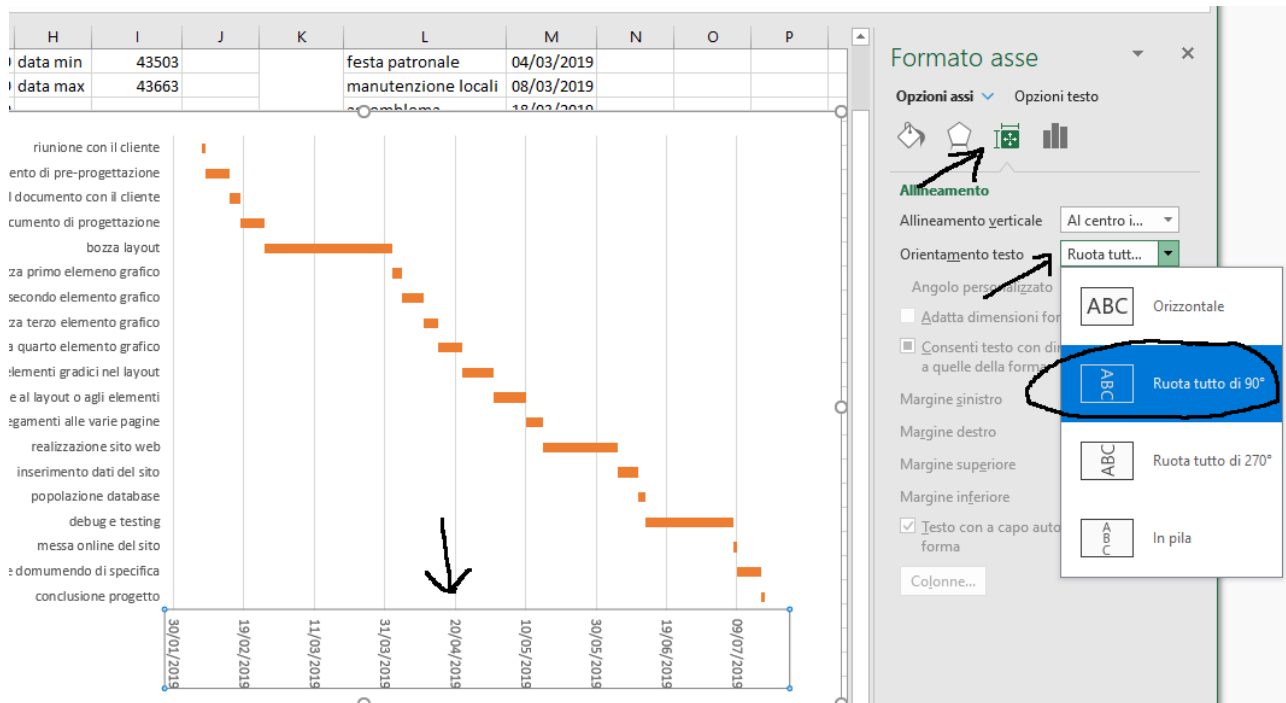 H I J K L M N O P
data min 43503 festa patronale 04/03/2019
data max 43663 manutenzione locali 08/03/2019
18/03/2019
riunione con il cliente
ento di pre-progettazione
l documento con il cliente
cumento di progettazione
bozza layout
zza primo elemeno grafico
secondo elemento grafico
za terzo elemento grafico
a quarto elemento grafico
elementi gradici nel layout
e al layout o agli elementi
egamenti alle varie pagine
realizzazione sito web
inserimento dati del sito
popolazione database
debug e testing
messa online del sito
e domumendo di specifica
conclusione progetto
30/01/2019 19/02/2019 11/03/2019 31/03/2019 20/04/2019 10/05/2019 30/05/2019 19/06/2019 09/07/2019
Formato asse
Opzioni assi Opzioni testo
Allineamento
Allineamento verticale Al centro i...
Orientamento testo Ruota tutt...
Angolo personalizzato
Adatta dimensioni for
Consenti testo con di
a quelle della forma
Margine sinistro
Margine destro
Margine superiore
Margine inferiore
Testo con a capo auto
forma
Colonne...
ABC Orizzontale
ABC Ruota tutto di 90°
ABC Ruota tutto di 270°
ABC In pila